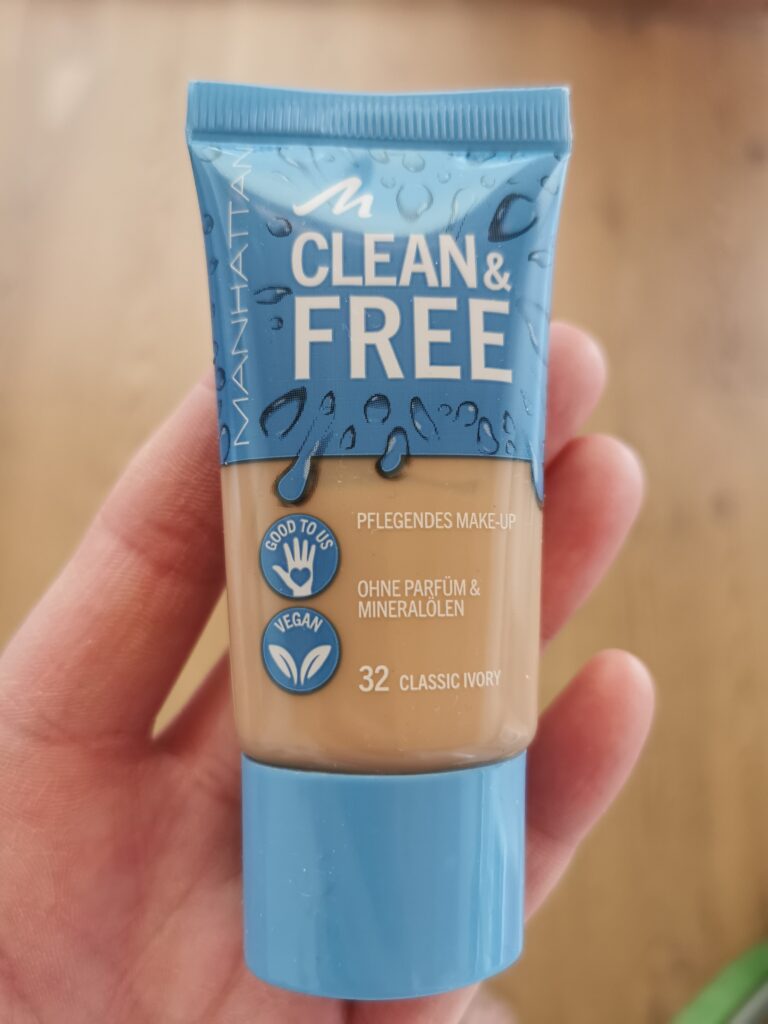 MANHATTAN
M
CLEAN &
FREE
PFLEGENDES MAKE-UP
GOOD TO US
OHNE PARFÜM &
MINERALÖLEN
VEGAN
32 CLASSIC IVORY